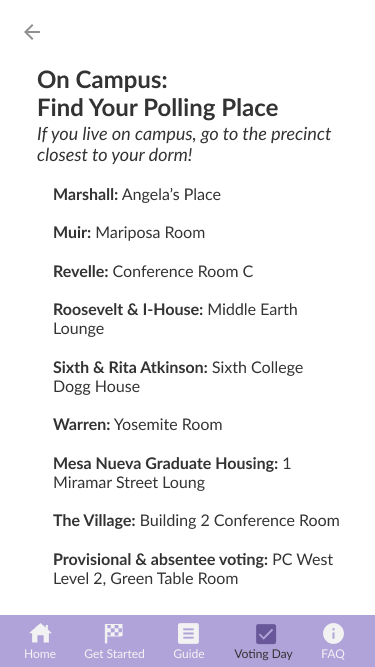 On Campus:
Find Your Polling Place
If you live on campus, go to the precinct
closest to your dorm!
Marshall: Angela's Place
Muir: Mariposa Room
Revelle: Conference Room C
Roosevelt & I-House: Middle Earth
Lounge
Sixth & Rita Atkinson: Sixth College
Dogg House
Warren: Yosemite Room
Mesa Nueva Graduate Housing: 1
Miramar Street Loung
The Village: Building 2 Conference Room
Provisional & absentee voting: PC West
Level 2, Green Table Room
Home Get Started Guide Voting Day FAQ